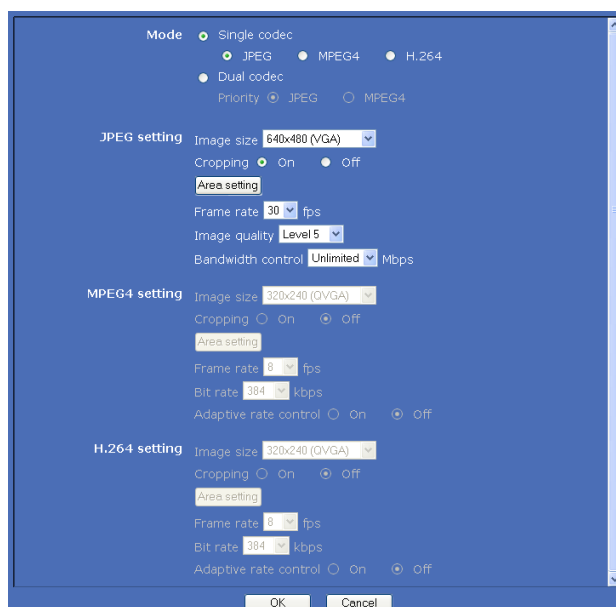 Mode Single codec
JPEG MPEG4 H.264
Dual codec
Priority JPEG MPEG4
JPEG setting Image size 640x480 (VGA)
Cropping On Off
Area setting
Frame rate 30 fps
Image quality Level 5
Bandwidth control Unlimited Mbps
MPEG4 setting Image size 320x240 (QVGA)
Cropping On Off
Area setting
Frame rate 8 fps
Bit rate 384 kbps
Adaptive rate control On Off
H.264 setting Image size 320x240 (QVGA)
Cropping On Off
Area setting
Frame rate 8 fps
Bit rate 384 kbps
Adaptive rate control On Off
OK Cancel